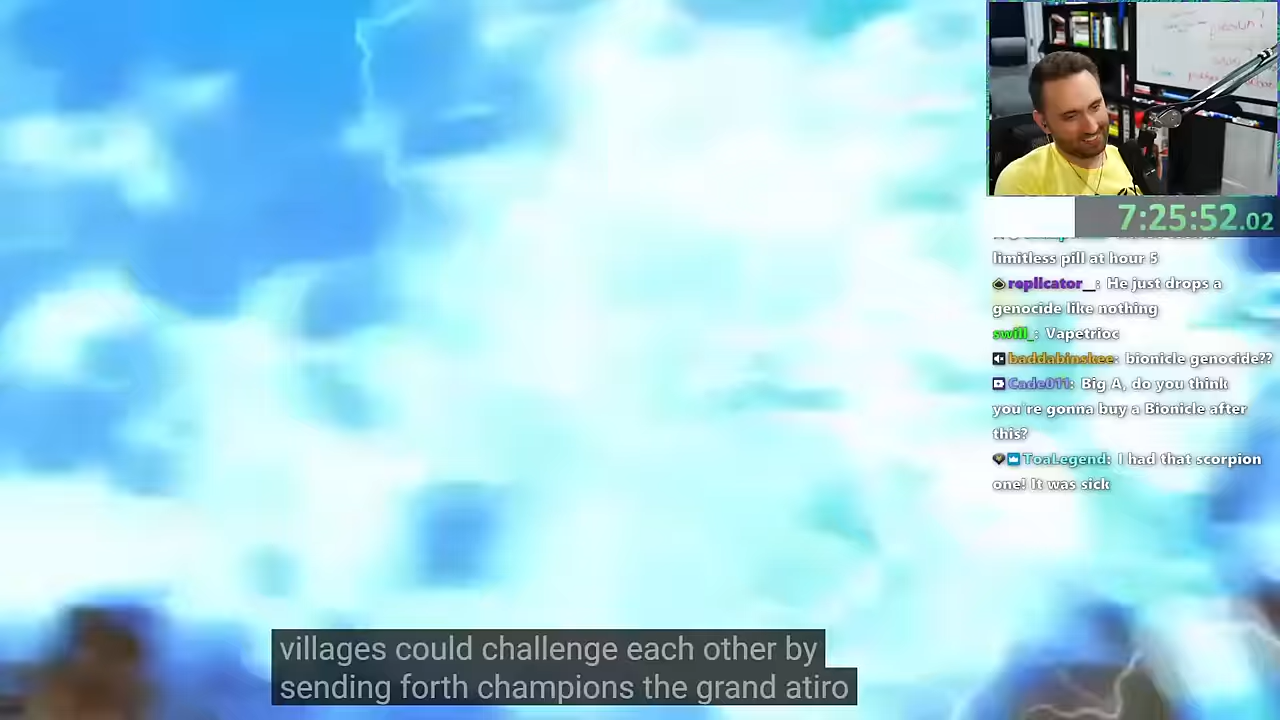 7:25:52.02
limitless pill at hour 5
replicator__: He just drops a
genocide like nothing
swill_: Vapetrioc
baddabinskee: bionicle genocide??
Cade011: Big A, do you think
you're gonna buy a Bionicle after
this?
ToaLegend: I had that scorpion
one! It was sick
villages could challenge each other by
sending forth champions the grand atiro